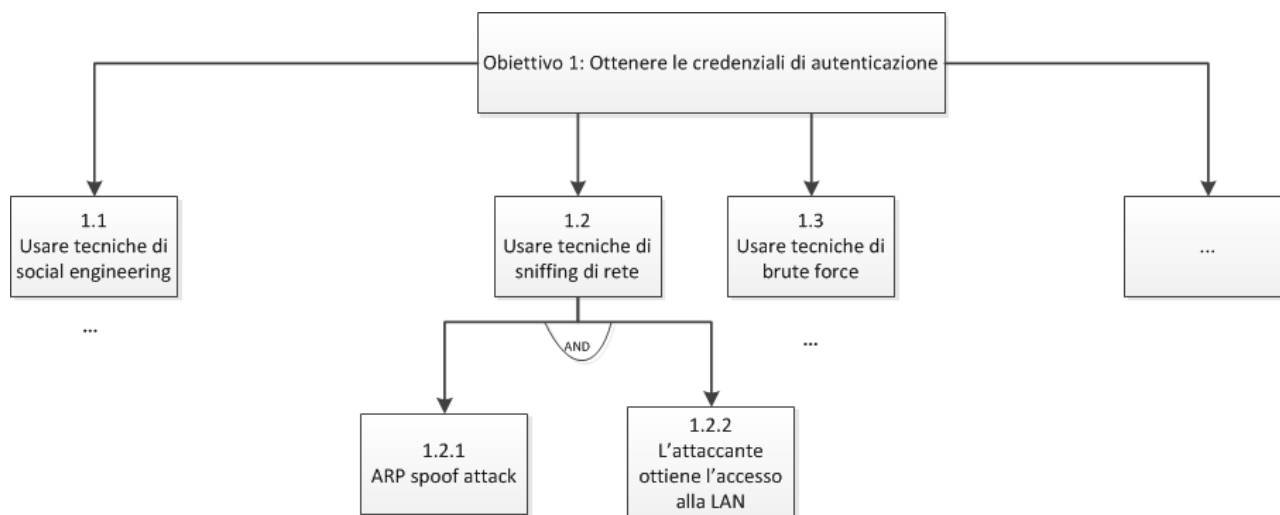 Obiettivo 1: Ottenere le credenziali di autenticazione
1.1
Usare tecniche di
social engineering
1.2
Usare tecniche di
sniffing di rete
1.3
Usare tecniche di
brute force
...
...
AND
...
1.2.1
ARP spoof attack
1.2.2
L’attaccante
ottiene l’accesso
alla LAN